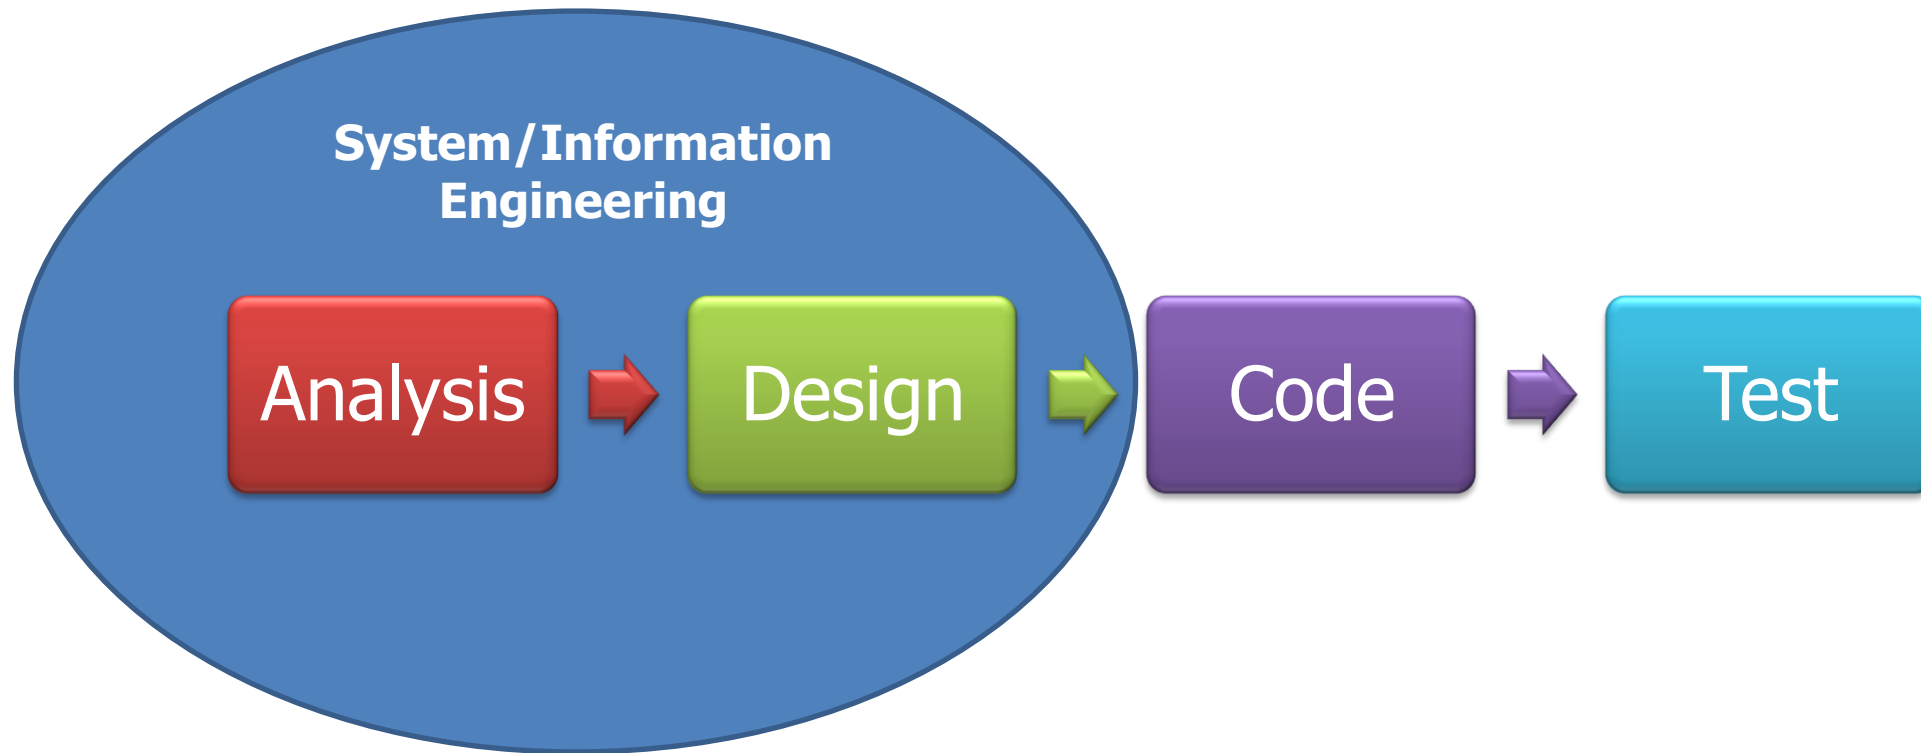 System/Information
Engineering
Analysis
Design
Code
Test